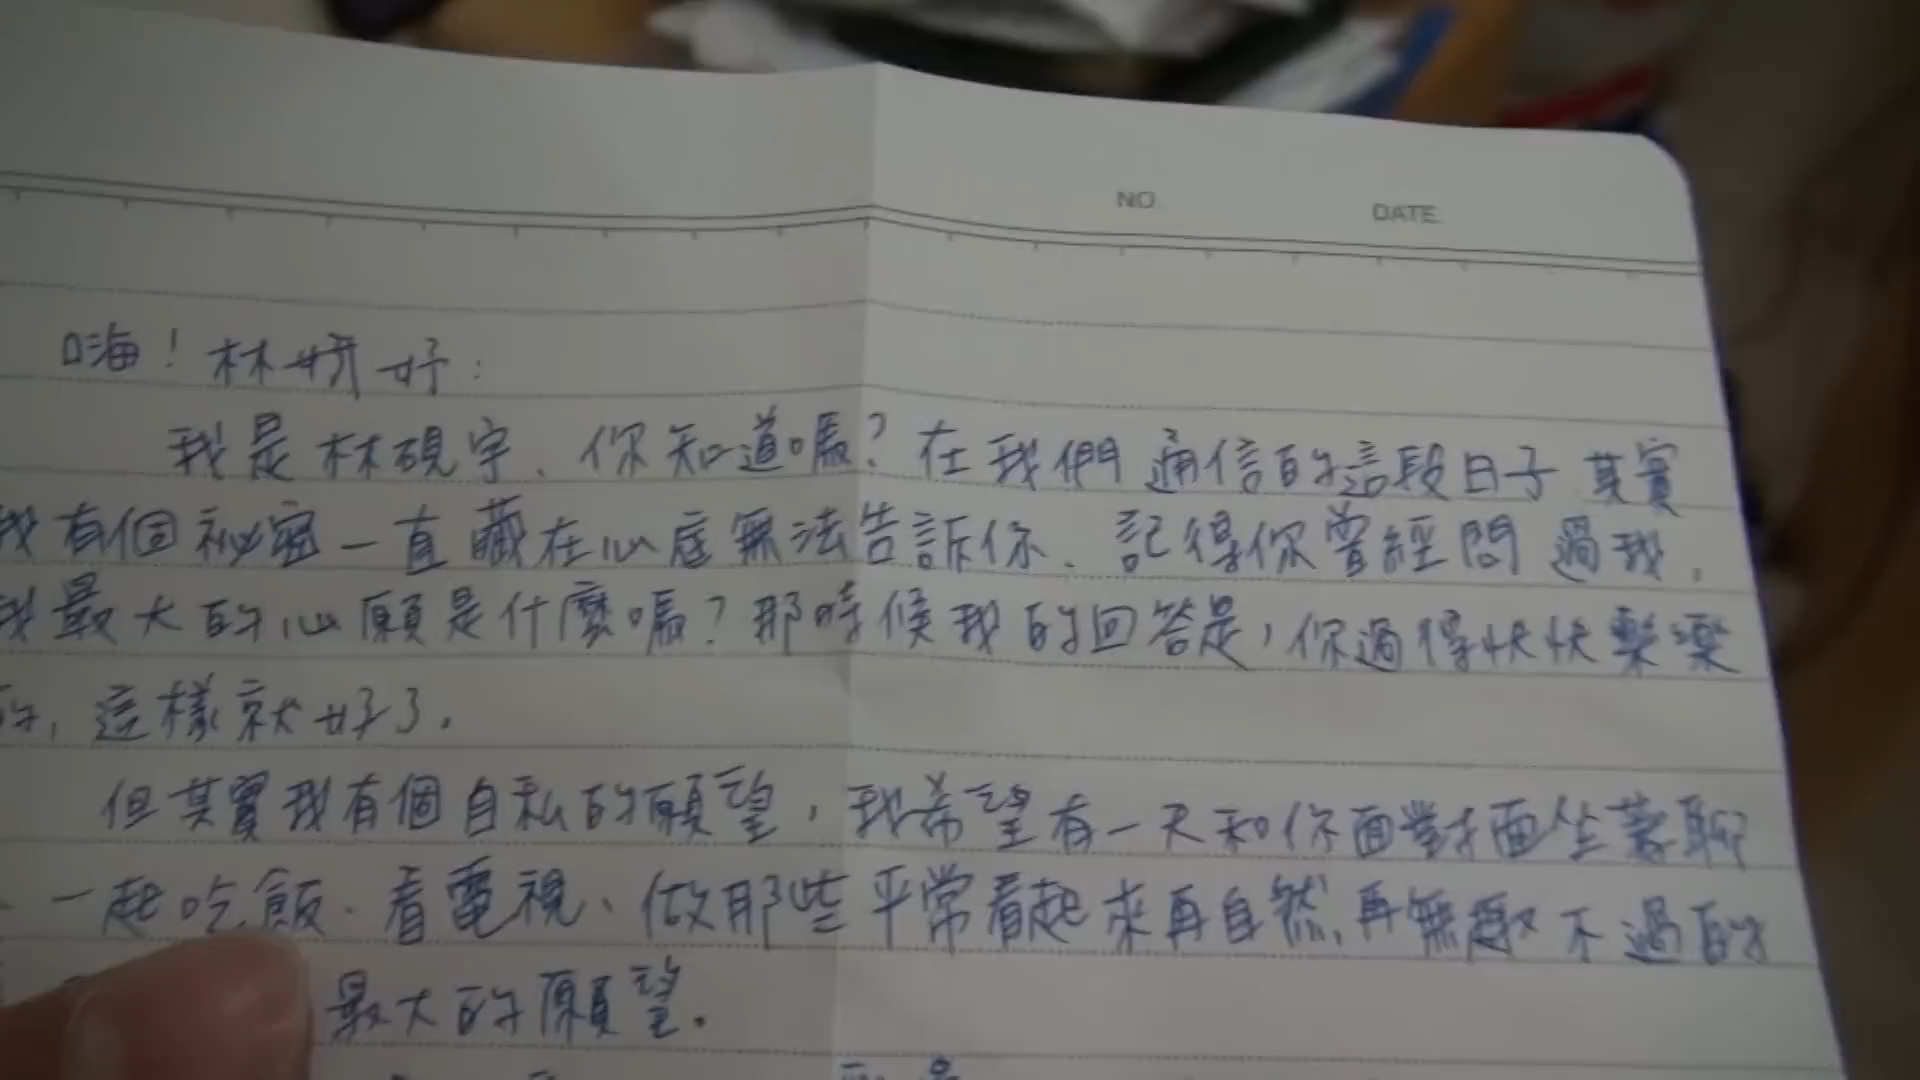 NO
DATE
嗨！林妍妤：
我是林硯宇、你知道嗎？在我們通信的這段日子其實
我有個祕密一直藏在心底無法告訴你、記得你曾經問過我，
我最大的心願是什麼嗎？那時候我的回答是，你過得快快樂樂
的，這樣就好了。
但其實我有個自私的願望，我希望有一天和你面對面坐著聊
一起吃飯、看電視、做那些平常看起來再自然，再無趣不過的
最大的願望。